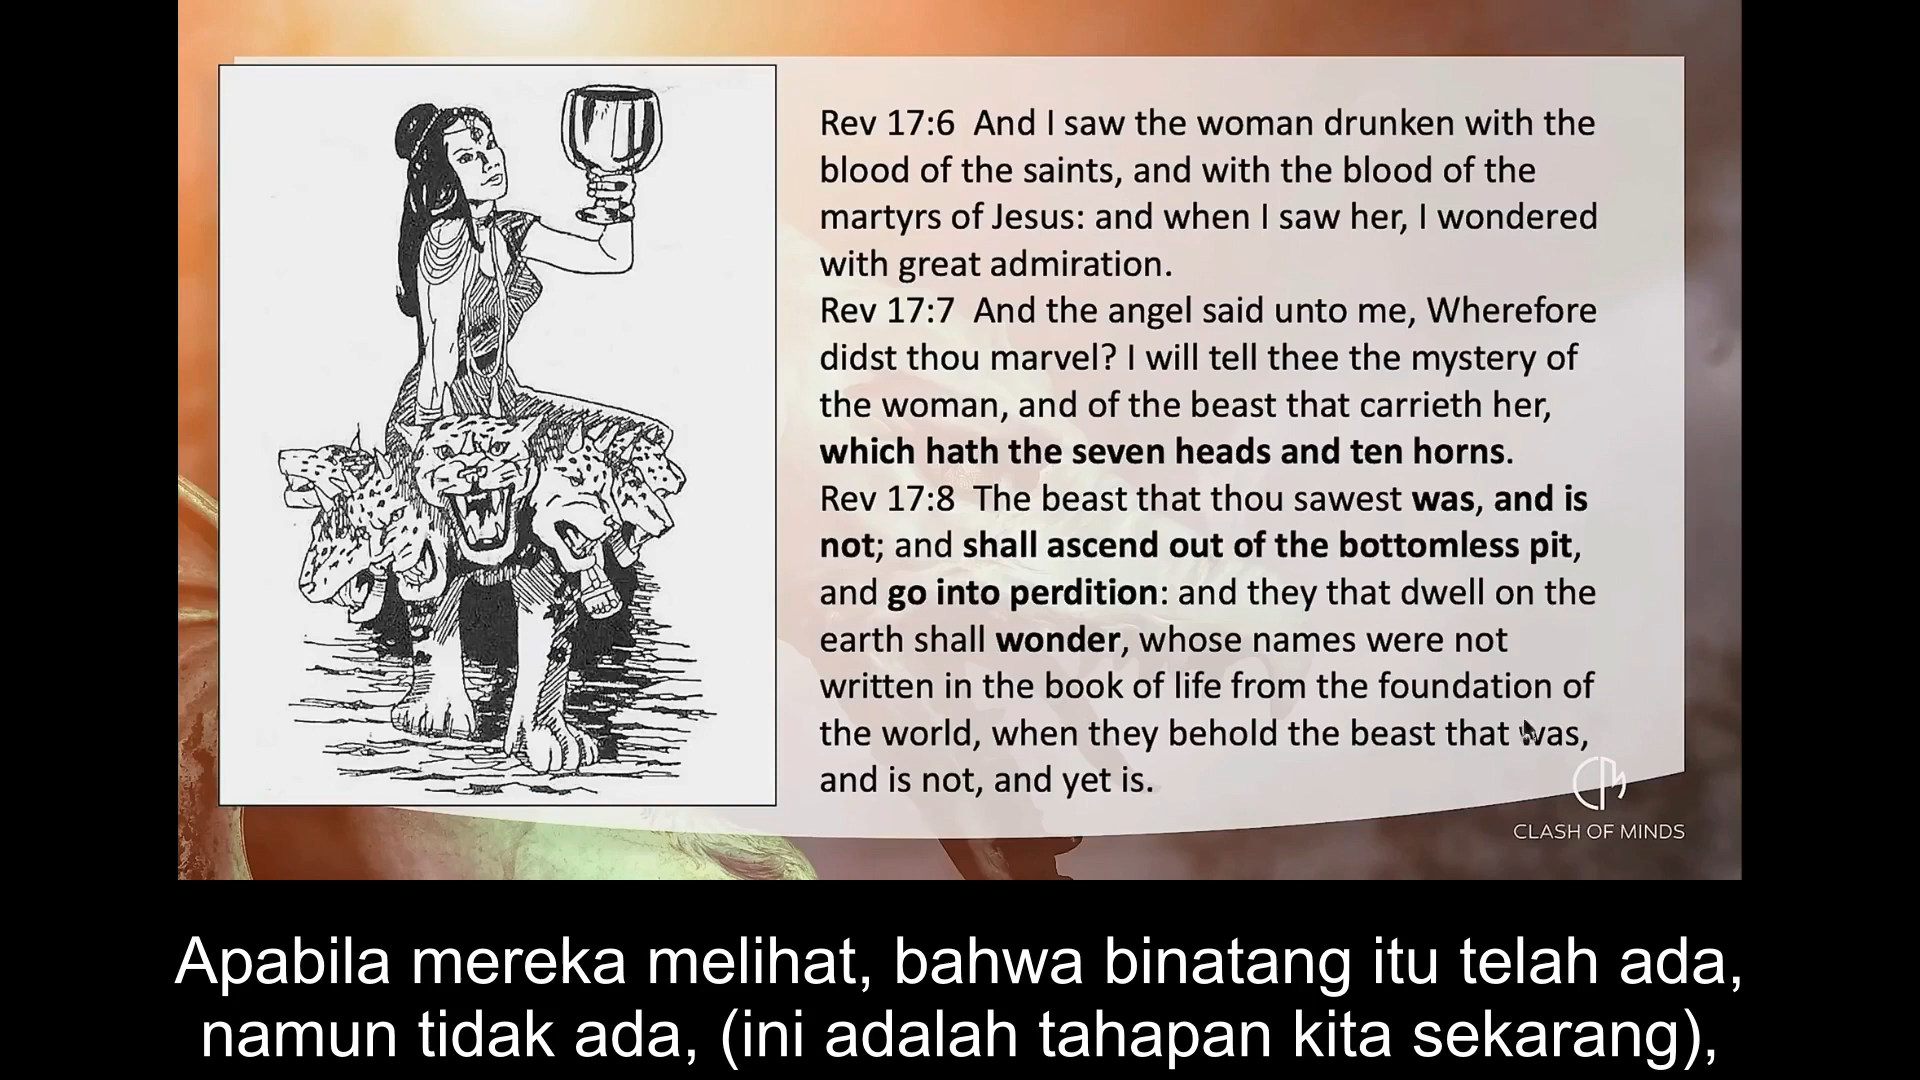 Rev 17:6  And I saw the woman drunken with the
blood of the saints, and with the blood of the
martyrs of Jesus: and when I saw her, I wondered
with great admiration.
Rev 17:7  And the angel said unto me, Wherefore
didst thou marvel? I will tell thee the mystery of
the woman, and of the beast that carrieth her,
which hath the seven heads and ten horns.
Rev 17:8  The beast that thou sawest was, and is
not; and shall ascend out of the bottomless pit,
and go into perdition: and they that dwell on the
earth shall wonder, whose names were not
written in the book of life from the foundation of
the world, when they behold the beast that was,
and is not, and yet is.
CLASH OF MINDS
Apabila mereka melihat, bahwa binatang itu telah ada,
namun tidak ada, (ini adalah tahapan kita sekarang),